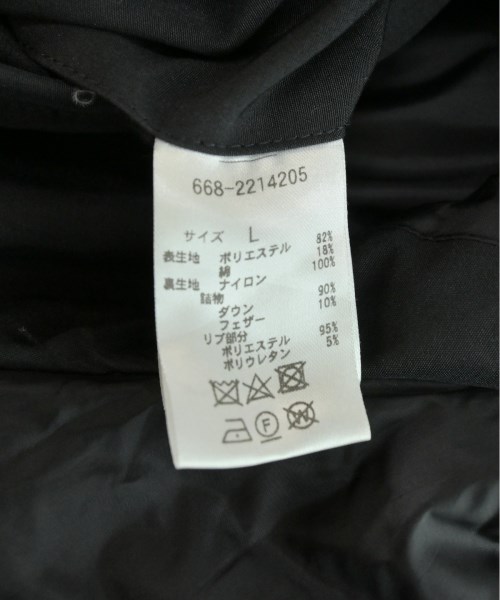 668-2214205
サイズ L
表生地 ポリエステル 82%
綿 18%
裏生地 ナイロン 100%
詰物
ダウン 90%
フェザー 10%
リブ部分
ポリエステル 95%
ポリウレタン 5%
F
W